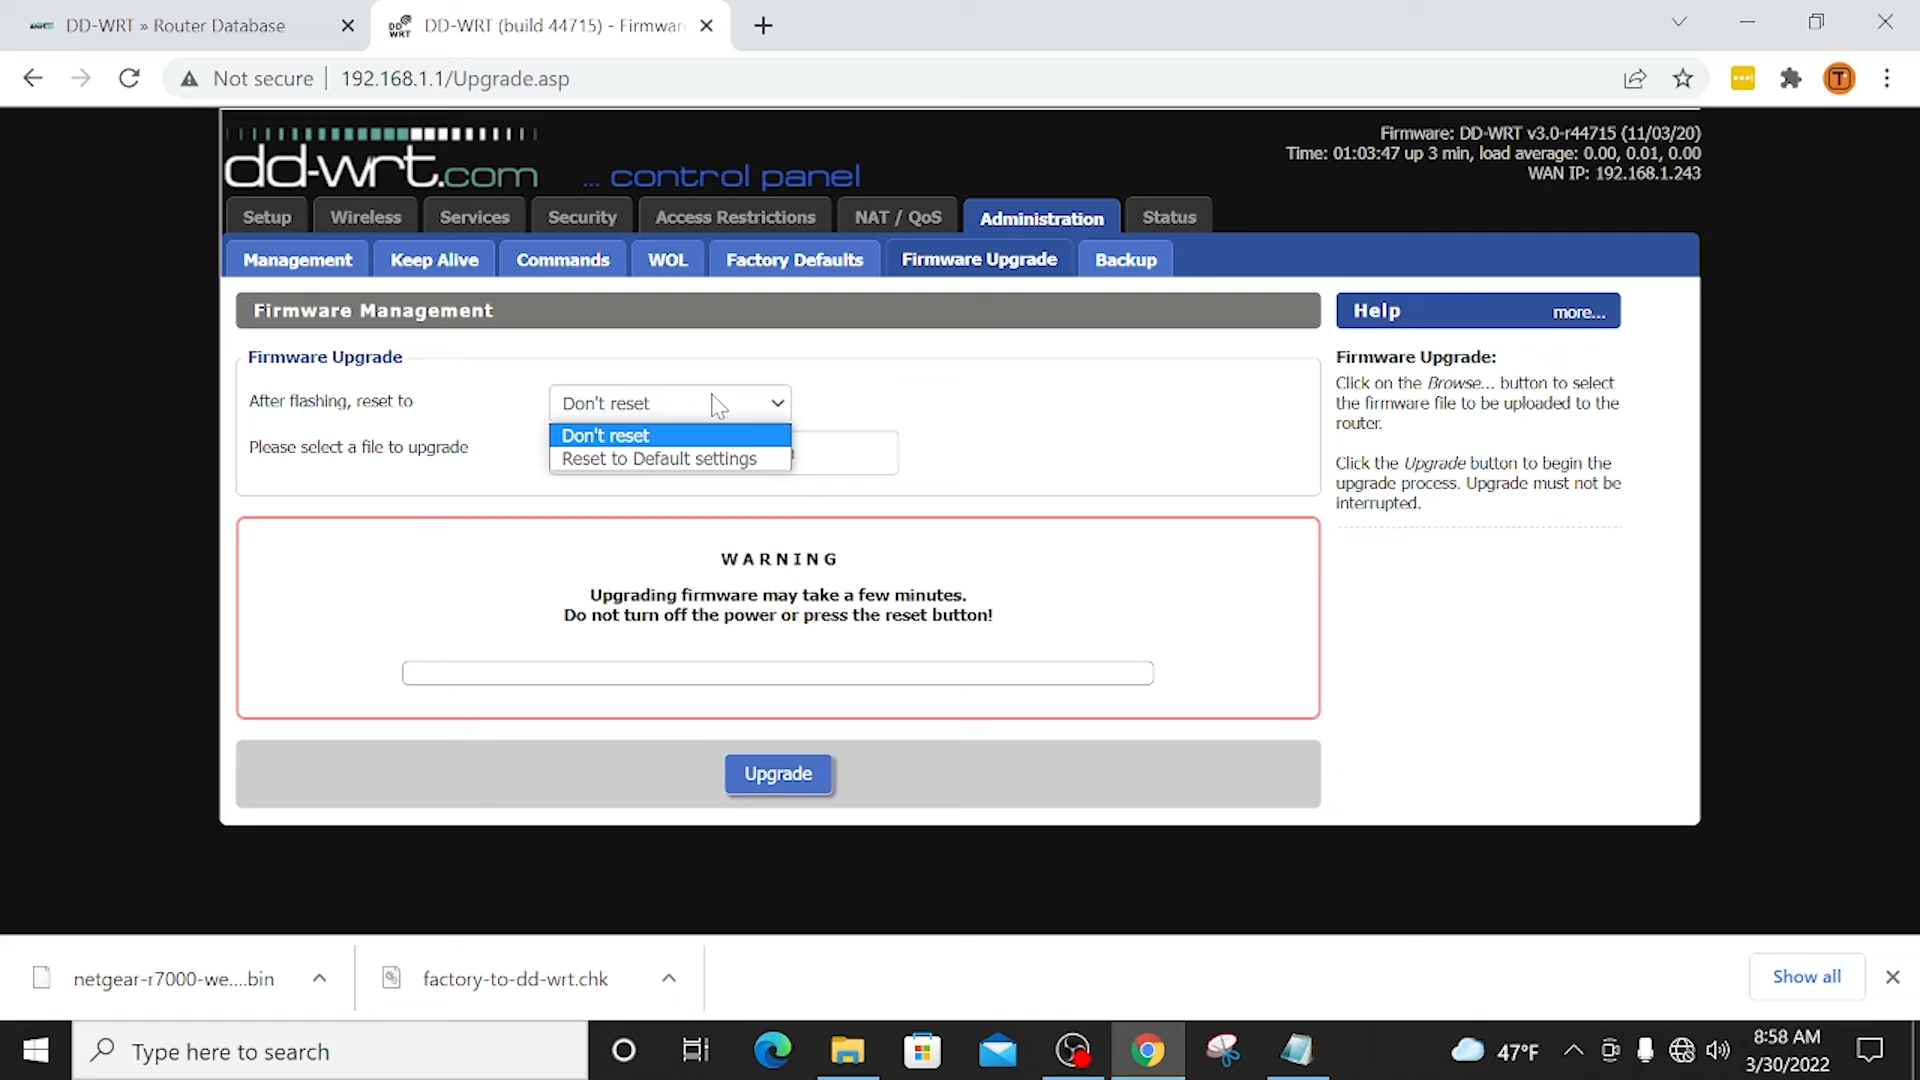 DD-WRT » Router Database
DD-WRT (build 44715) - Firmwar
Not secure
192.168.1.1/Upgrade.asp
T
dd-wrt.com
... control panel
Firmware: DD-WRT v3.0-r44715 (11/03/20)
Time: 01:03:47 up 3 min, load average: 0.00, 0.01, 0.00
WAN IP: 192.168.1.243
Setup
Wireless
Services
Security
Access Restrictions
NAT / QoS
Administration
Status
Management
Keep Alive
Commands
WOL
Factory Defaults
Firmware Upgrade
Backup
Firmware Management
Help
more...
Firmware Upgrade
After flashing, reset to
Don't reset
Don't reset
Reset to Default settings
Please select a file to upgrade
Firmware Upgrade:
Click on the Browse... button to select
the firmware file to be uploaded to the
router.
Click the Upgrade button to begin the
upgrade process. Upgrade must not be
interrupted.
WARNING
Upgrading firmware may take a few minutes.
Do not turn off the power or press the reset button!
Upgrade
netgear-r7000-we....bin
factory-to-dd-wrt.chk
Show all
Type here to search
47°F
8:58 AM
3/30/2022